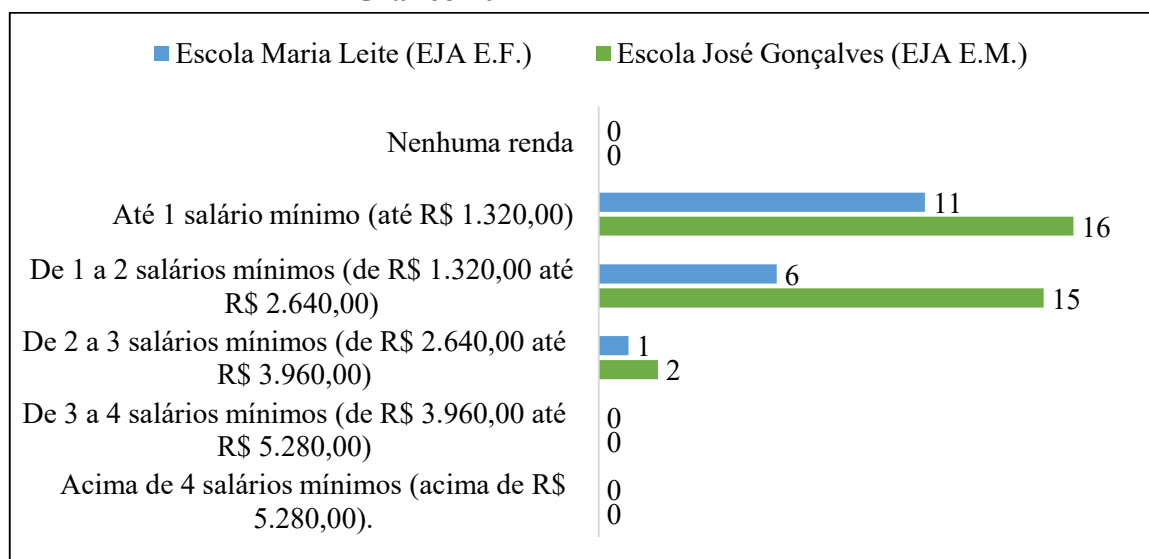 Escola Maria Leite (EJA E.F.) Escola José Gonçalves (EJA E.M.)
Nenhuma renda
0
0
Até 1 salário mínimo (até R$ 1.320,00)
11
16
De 1 a 2 salários mínimos (de R$ 1.320,00 até
R$ 2.640,00)
6
15
De 2 a 3 salários mínimos (de R$ 2.640,00 até
R$ 3.960,00)
1
2
De 3 a 4 salários mínimos (de R$ 3.960,00 até
R$ 5.280,00)
0
0
Acima de 4 salários mínimos (acima de R$
5.280,00).
0
0